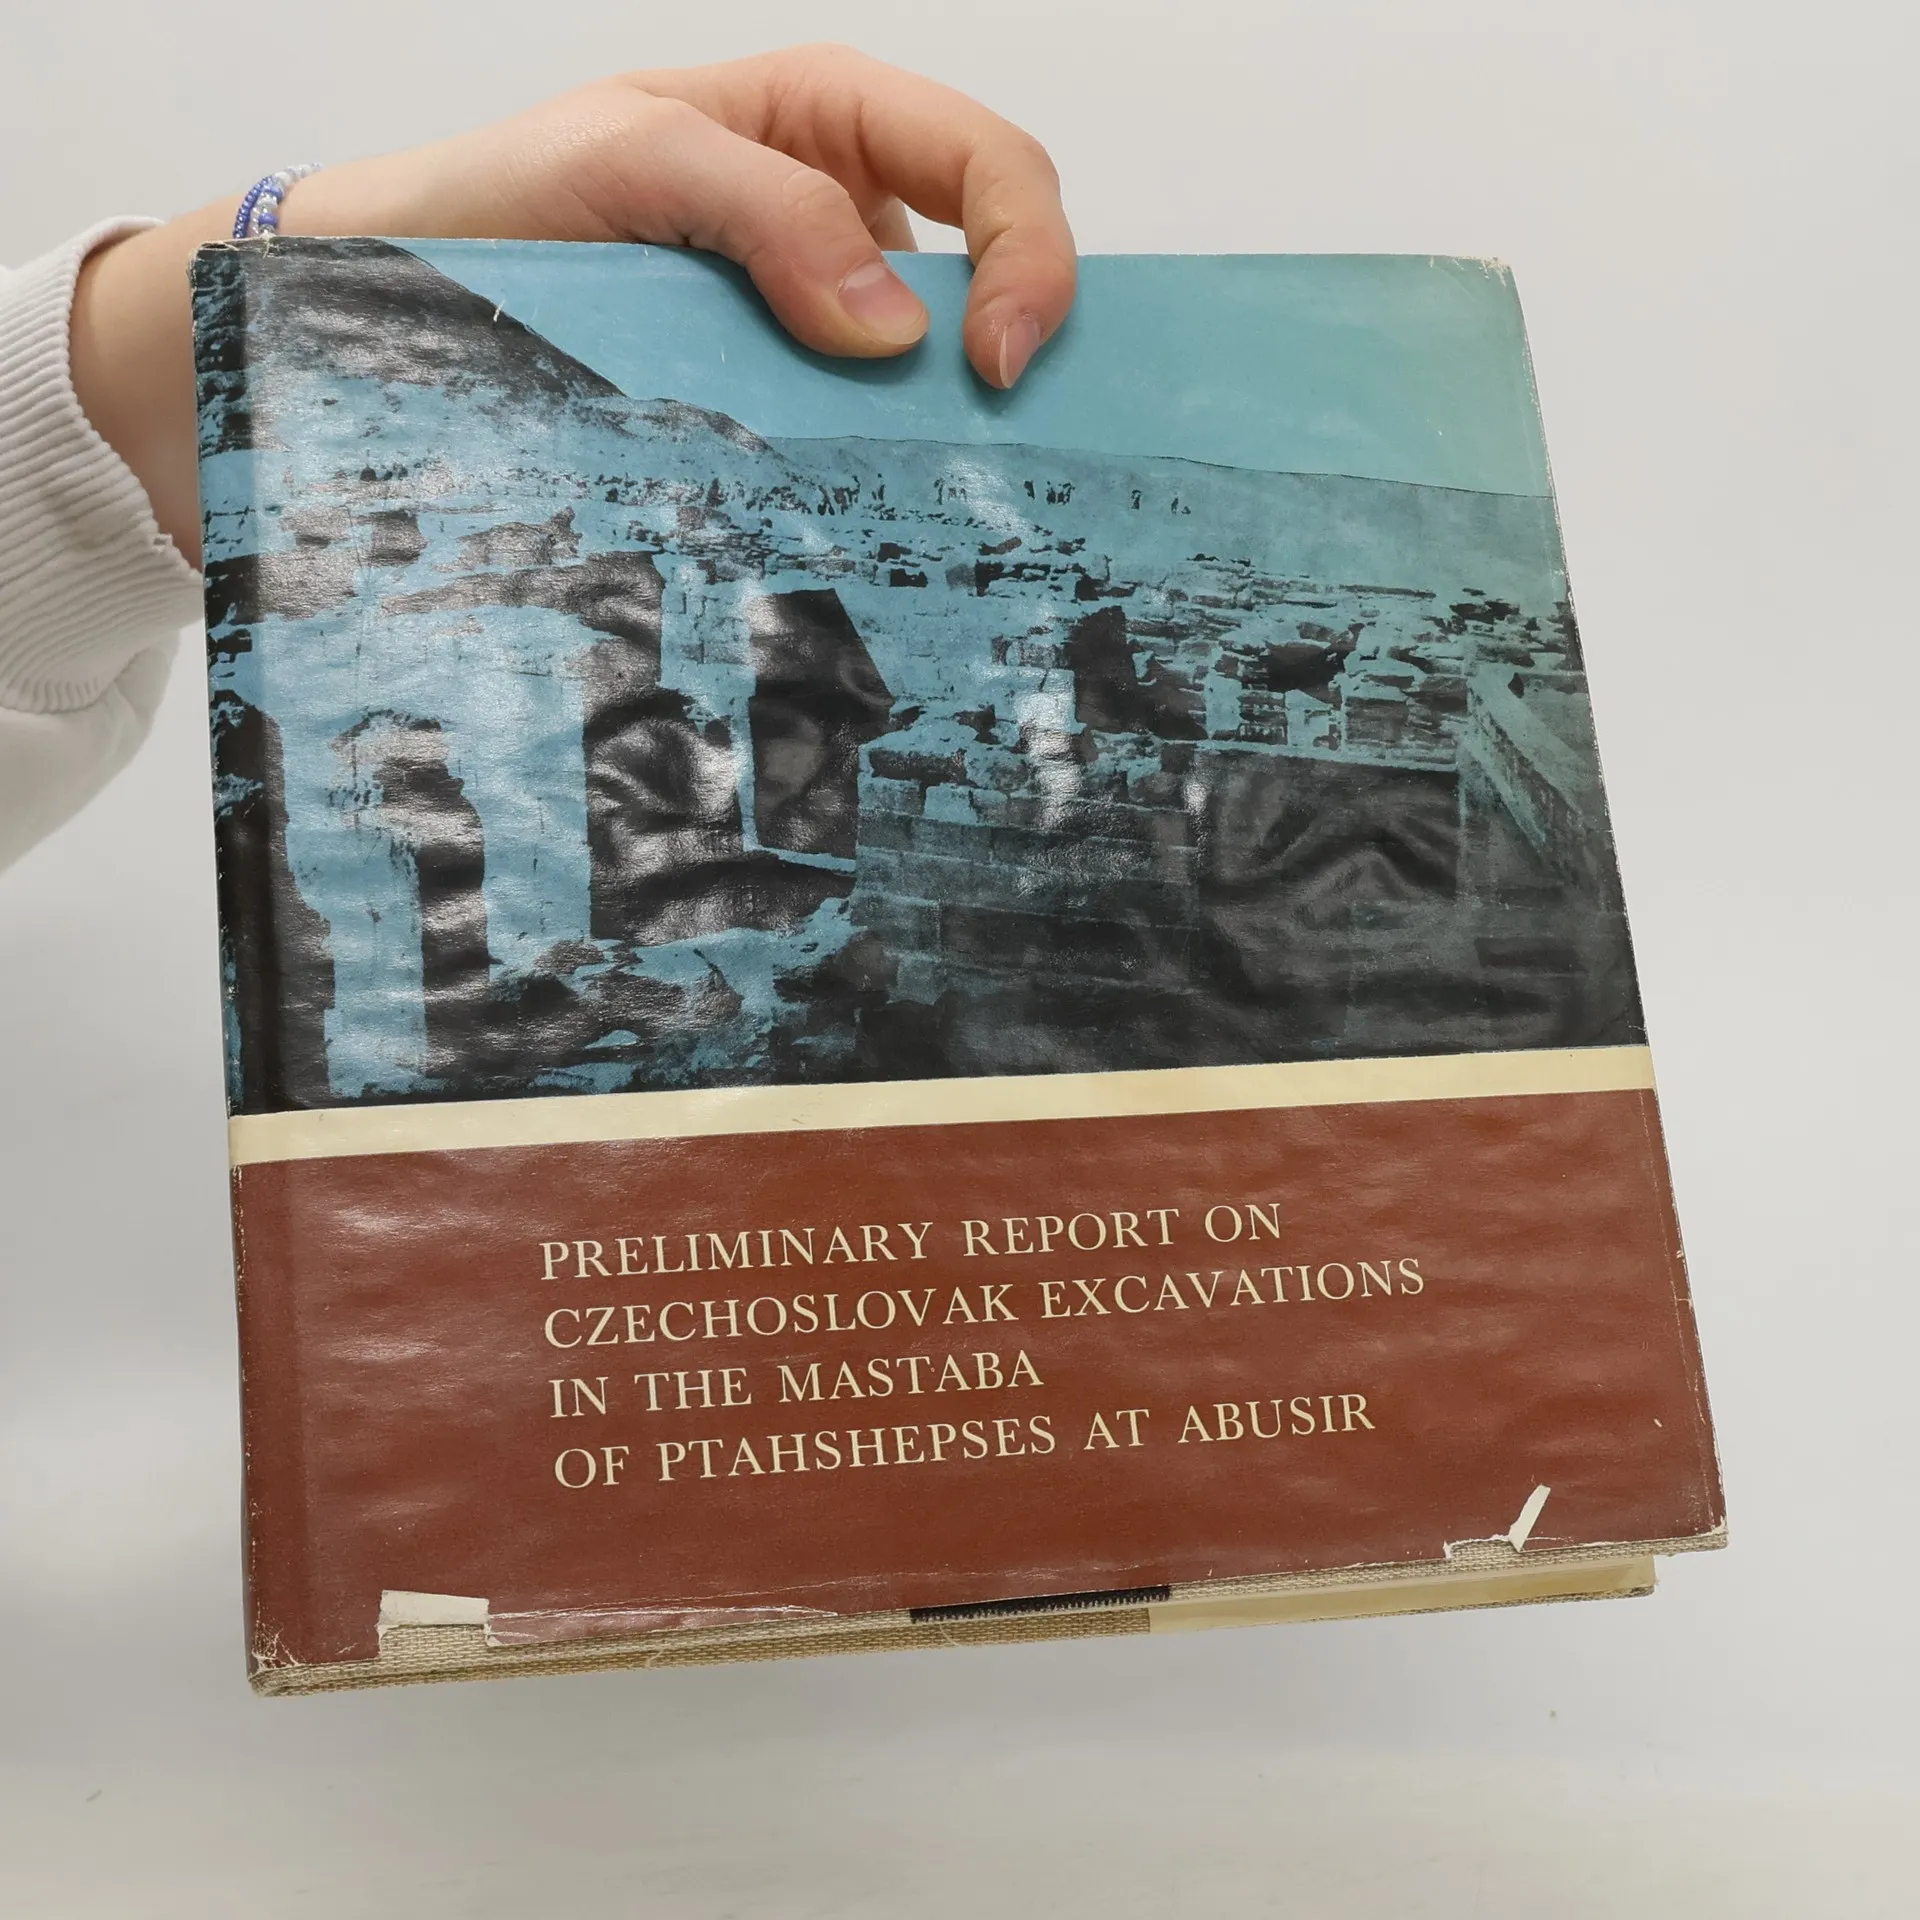 PRELIMINARY REPORT ON
CZECHOSLOVAK EXCAVATIONS
IN THE MASTABA
OF PTAHSHEPSES AT ABUSIR